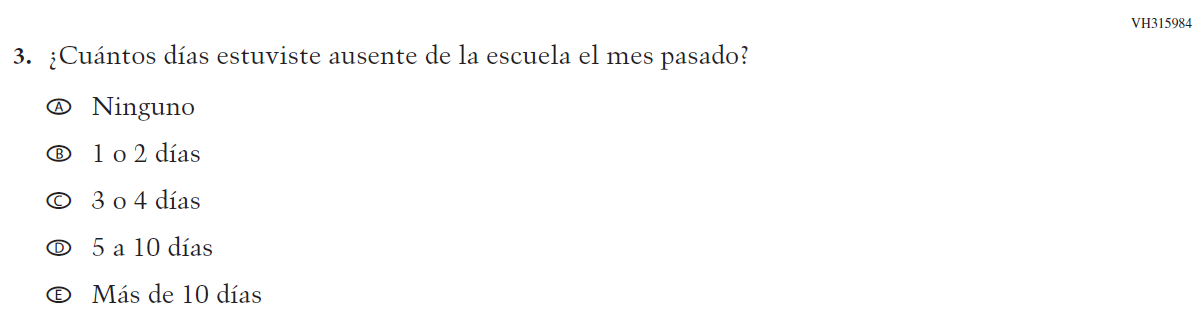 VH315984
3. ¿Cuántos días estuviste ausente de la escuela el mes pasado?
A Ninguno
B 1 o 2 días
C 3 o 4 días
D 5 a 10 días
E Más de 10 días